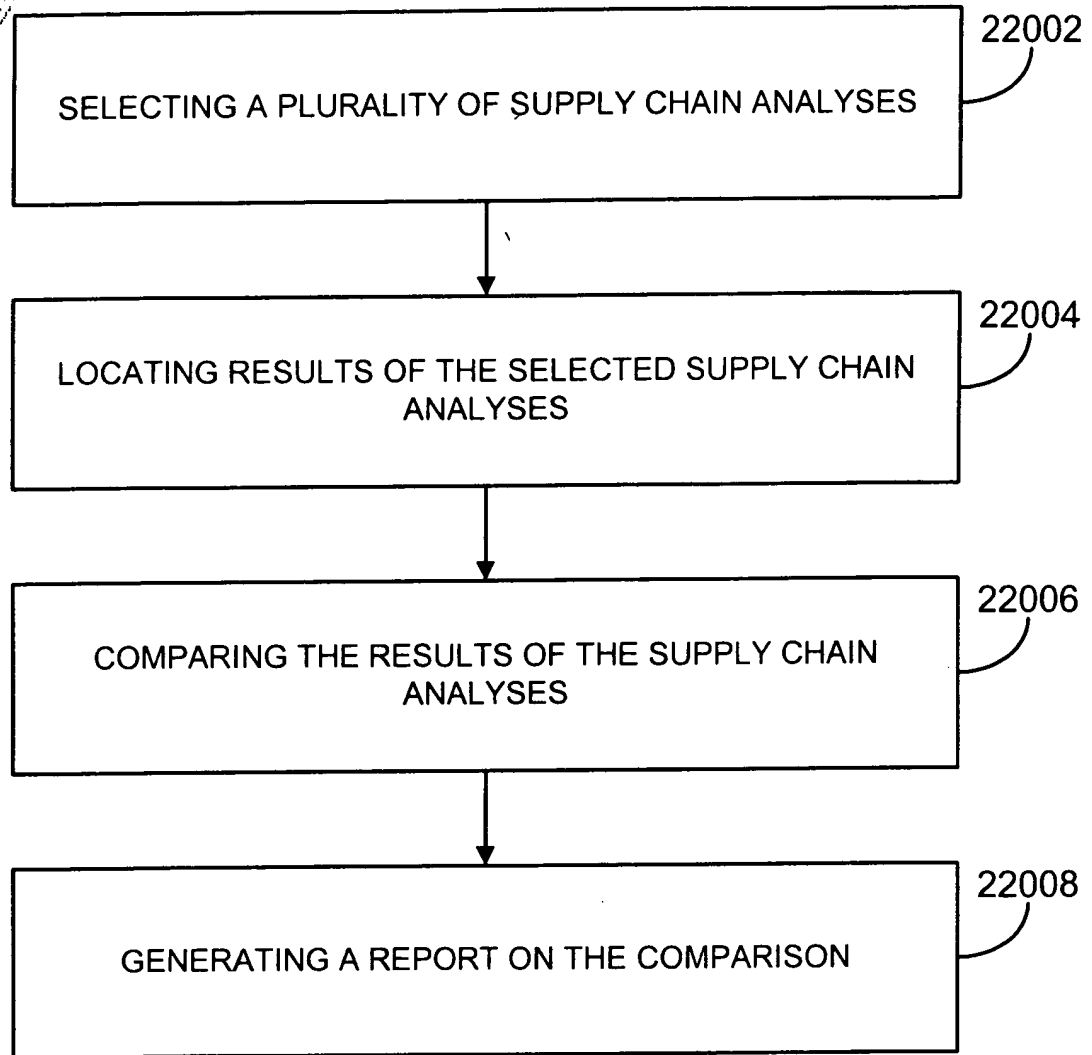 22002
SELECTING A PLURALITY OF SUPPLY CHAIN ANALYSES
22004
LOCATING RESULTS OF THE SELECTED SUPPLY CHAIN
ANALYSES
22006
COMPARING THE RESULTS OF THE SUPPLY CHAIN
ANALYSES
22008
GENERATING A REPORT ON THE COMPARISON